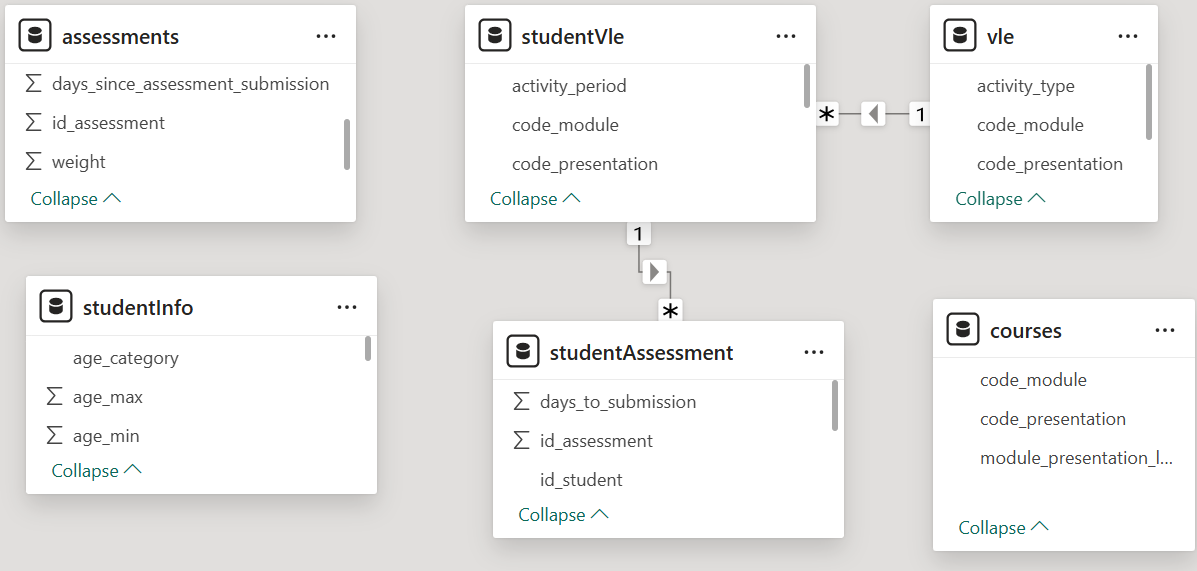 assessments ...
days_since_assessment_submission
id_assessment
weight
Collapse
studentVle ...
activity_period
code_module
code_presentation
Collapse
* 1
vle ...
activity_type
code_module
code_presentation
Collapse
1
*
studentInfo ...
age_category
age_max
age_min
Collapse
studentAssessment ...
days_to_submission
id_assessment
id_student
Collapse
courses ...
code_module
code_presentation
module_presentation_l...
Collapse